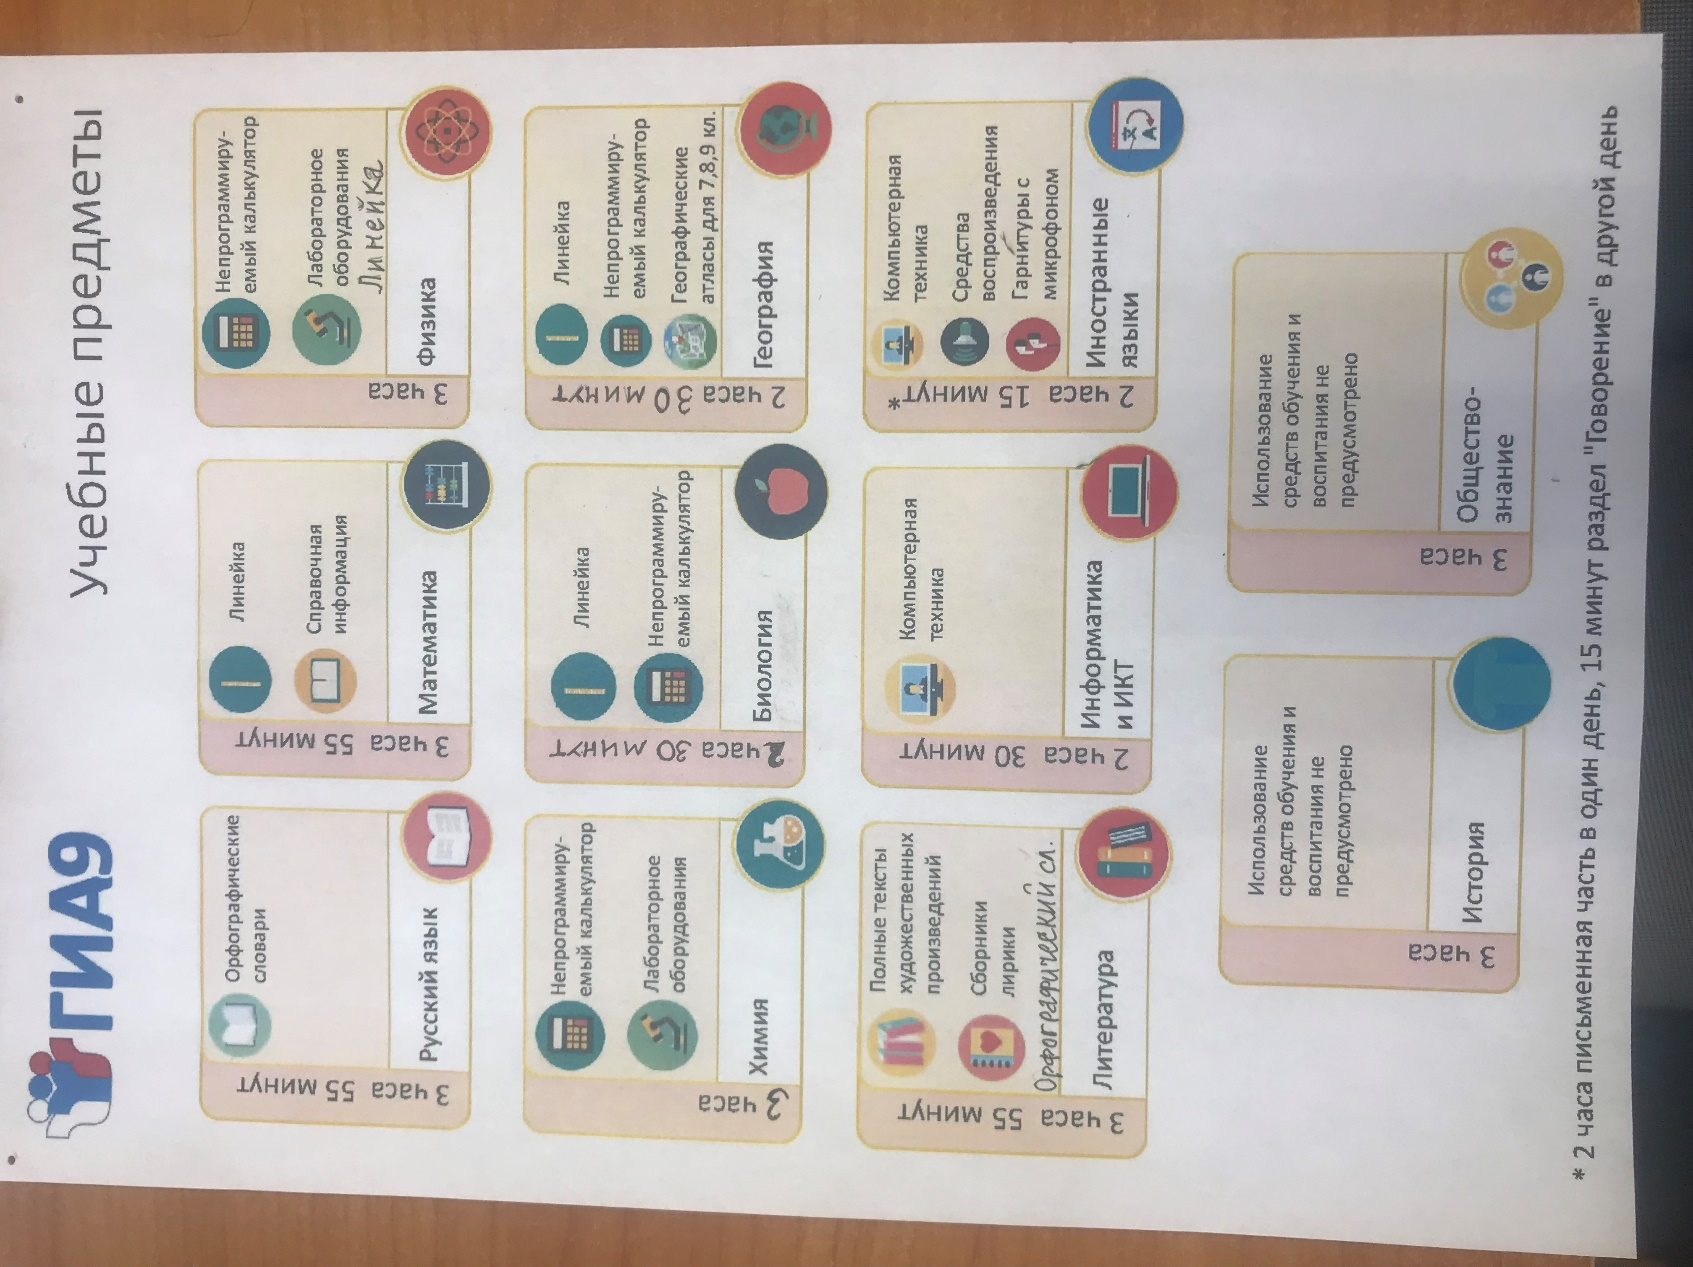 ГИА9
Учебные предметы
Орфографические
словари
3 часа 55 минут
Русский язык
Линейка
Справочная
информация
3 часа 55 минут
Математика
Непрограммиру-
емый калькулятор
Лабораторное
оборудования
Линейка
3 часа
Физика
Непрограммиру-
емый калькулятор
Лабораторное
оборудования
3 часа
Химия
Линейка
Непрограммиру-
емый калькулятор
2 часа 30 минут
Биология
Линейка
Непрограммиру-
емый калькулятор
Географические
атласы для 7,8,9 кл.
2 часа 30 минут
География
Полные тексты
художественных
произведений
Сборники
лирики
Орфографический сл.
3 часа 55 минут
Литература
Компьютерная
техника
2 часа 30 минут
Информатика
и ИКТ
Компьютерная
техника
Средства
воспроизведения
Гарнитуры с
микрофоном
2 часа 15 минут*
Иностранные
языки
Использование
средств обучения и
воспитания не
предусмотрено
3 часа
История
Использование
средств обучения и
воспитания не
предусмотрено
3 часа
Общество-
знание
* 2 часа письменная часть в один день, 15 минут раздел "Говорение" в другой день